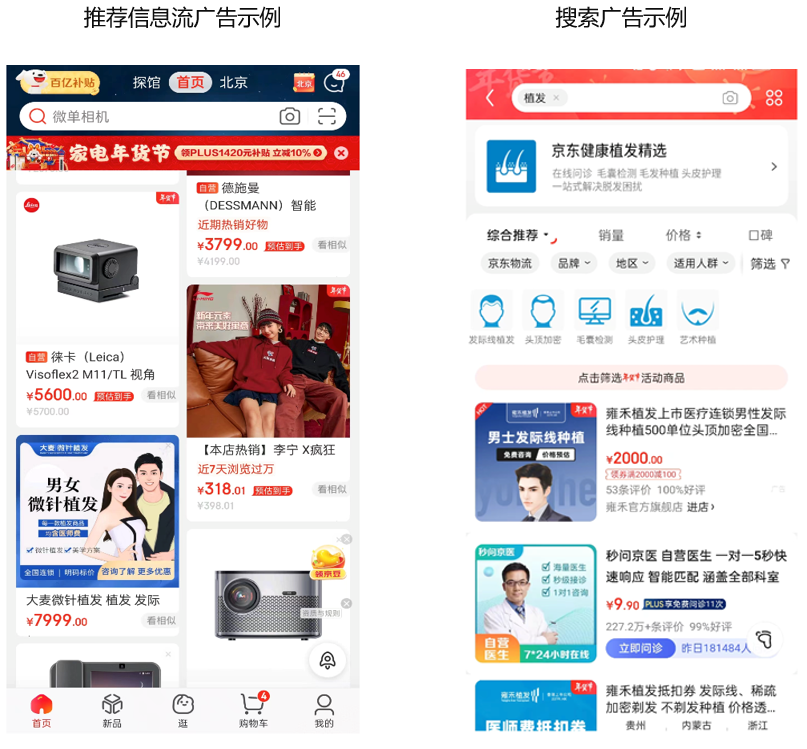 推荐信息流广告示例
搜索广告示例
百亿补贴
探馆
首页
北京
北京
46
微单相机
家电年货节
领PLUS1420元补贴 立减10%
年货节
自营 徕卡（Leica）
Visoflex2 M11/TL 视角
¥5600.00 预估到手 看相似
¥5700.00
大麦·微针植发
男女
微针植发
每一款植发商品
均含医师费
微针植发
美学方案
全国连锁 明码标价 咨询了解 更多优惠
大麦微针植发 植发 发际
¥7999.00 看相似
自营 德施曼
（DESSMANN）智能
近期热销好物
¥3799.00 预估到手 看相似
¥4199.00
年货节
新年元素
带来美好寓意
【本店热销】李宁 X疯狂
近7天浏览过万
¥318.01 预估到手 看相似
¥398.01
领京豆
活动规则
首页
新品
逛
购物车
4
我的
植发
京东健康植发精选
在线问诊 毛囊检测 毛发种植 头皮护理
一站式解决脱发困扰
综合推荐 销量 价格 口碑
京东物流 品牌 地区 适用人群 筛选
发际线植发 头顶加密 毛囊检测 头皮护理 艺术种植
点击筛选年货节活动商品
HOT
雍禾植发
年货节
男士发际线种植
免费咨询 价格预估
雍禾植发上市医疗连锁男性发际
线种植500单位头顶加密全国...
¥2000.00
领券满2000减100
53条评价 100%好评
广告
雍禾官方旗舰店 进店
秒问京医
海量医生
秒级接诊
1对1咨询
自营
医生
7*24小时在线
秒问京医 自营医生 一对一5秒快
速响应 智能匹配 涵盖全部科室
¥9.90 PLUS享免费问诊11次
227.2万+条评价 99%好评
立即问诊 昨日181484人
雍禾植发
年货节
医师费抵扣券
雍禾植发抵扣券 发际线、稀疏
加密剃发 不剃发种植 价格透...
贵州 内蒙古 浙江